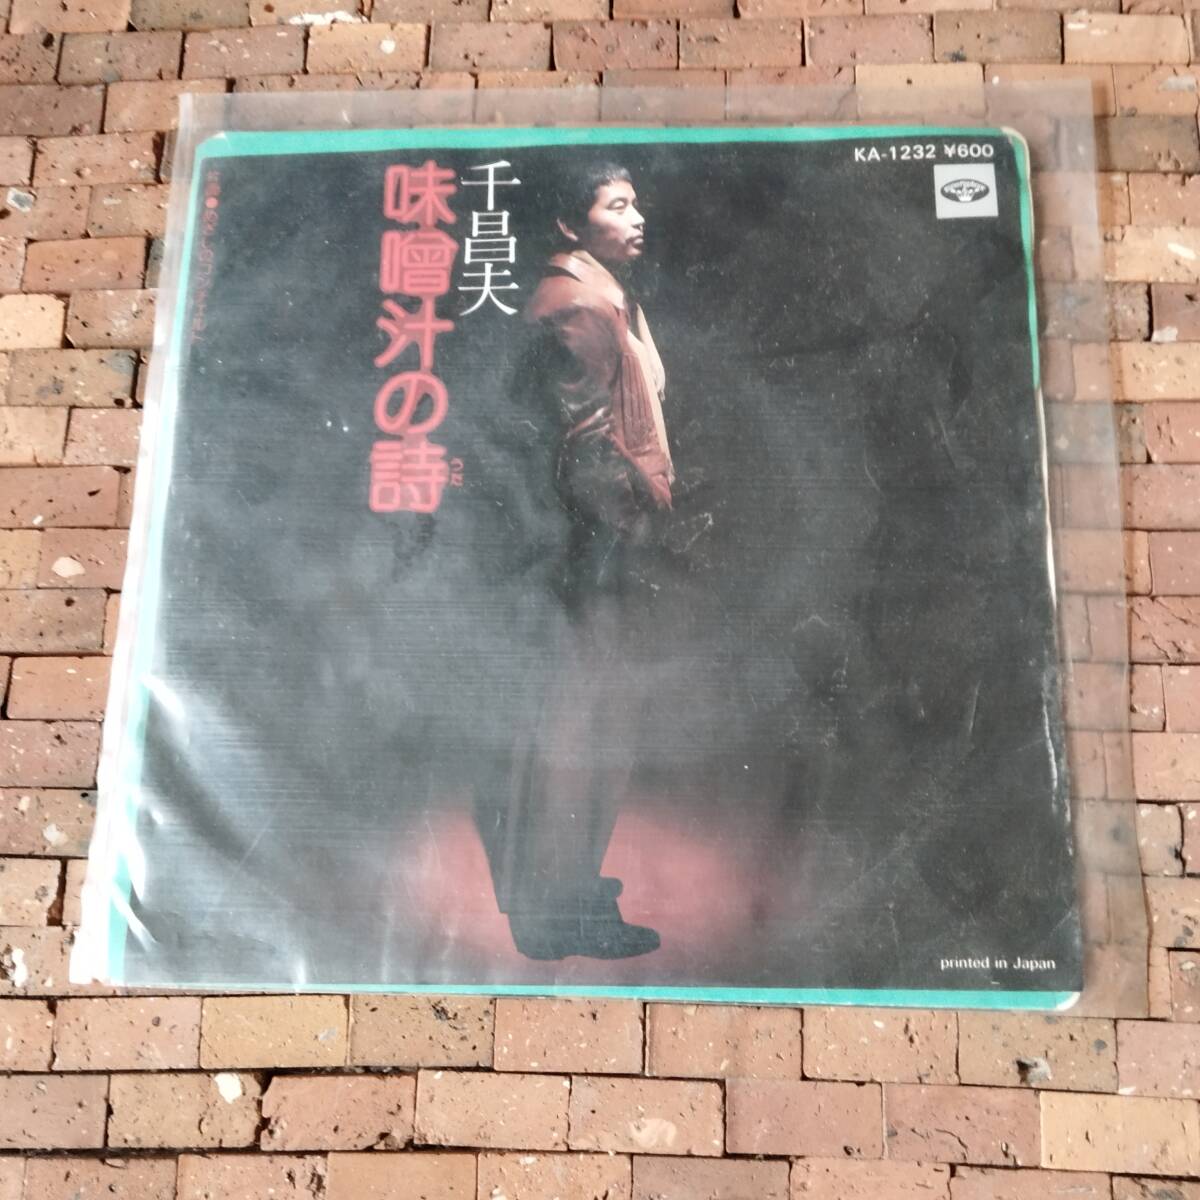 KA-1232 ¥600
千昌夫
味噌汁の詩
うた
printed in Japan